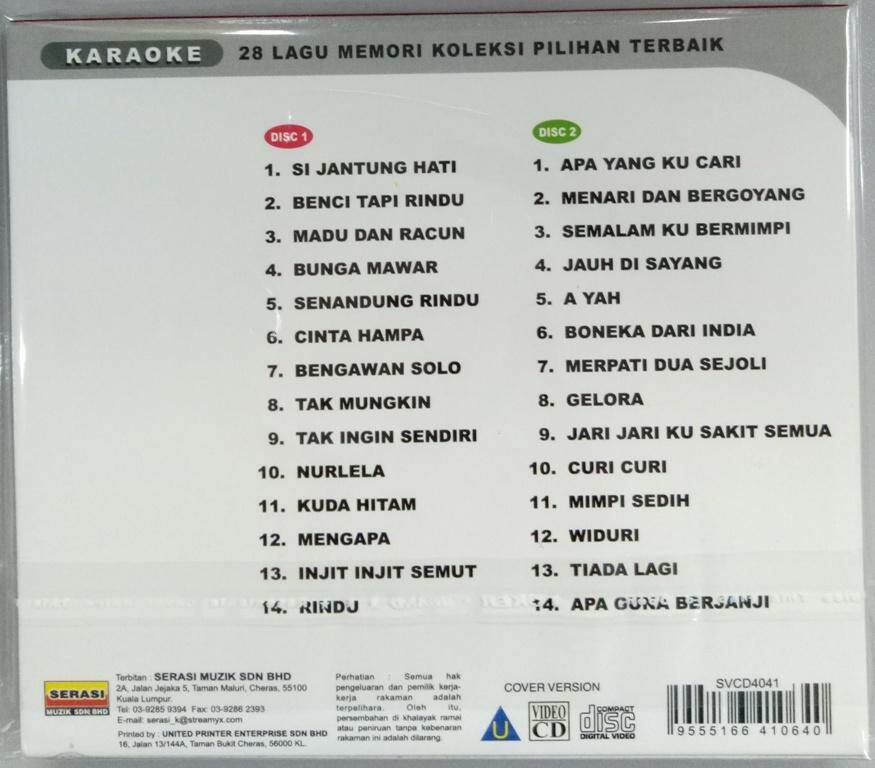 KARAOKE 28 LAGU MEMORI KOLEKSI PILIHAN TERBAIK
DISC 1
1. SI JANTUNG HATI
2. BENCI TAPI RINDU
3. MADU DAN RACUN
4. BUNGA MAWAR
5. SENANDUNG RINDU
6. CINTA HAMPA
7. BENGAWAN SOLO
8. TAK MUNGKIN
9. TAK INGIN SENDIRI
10. NURLELA
11. KUDA HITAM
12. MENGAPA
13. INJIT INJIT SEMUT
14. RINDU
DISC 2
1. APA YANG KU CARI
2. MENARI DAN BERGOYANG
3. SEMALAM KU BERMIMPI
4. JAUH DI SAYANG
5. A YAH
6. BONEKA DARI INDIA
7. MERPATI DUA SEJOLI
8. GELORA
9. JARI JARI KU SAKIT SEMUA
10. CURI CURI
11. MIMPI SEDIH
12. WIDURI
13. TIADA LAGI
14. APA GUNA BERJANJI
SERASI
MUZIK SDN BHD
Terbitan : SERASI MUZIK SDN BHD
2A, Jalan Jejaka 5, Taman Maluri, Cheras, 55100
Kuala Lumpur.
Tel: 03-9285 9394 Fax: 03-9286 2393
E-mail: serasi_k@streamyx.com
Printed by : UNITED PRINTER ENTERPRISE SDN BHD
16, Jalan 13/144A, Taman Bukit Cheras, 56000 KL.
Perhatian : Semua hak
pengeluaran dan pemilik kerja-
kerja rakaman adalah
terpelihara. Oleh itu,
persembahan di khalayak ramai
atau peniruan tanpa kebenaran
rakaman ini adalah dilarang.
COVER VERSION
U
VIDEO
CD
COMPACT
disc
DIGITAL VIDEO
SVCD4041
9555166 410640